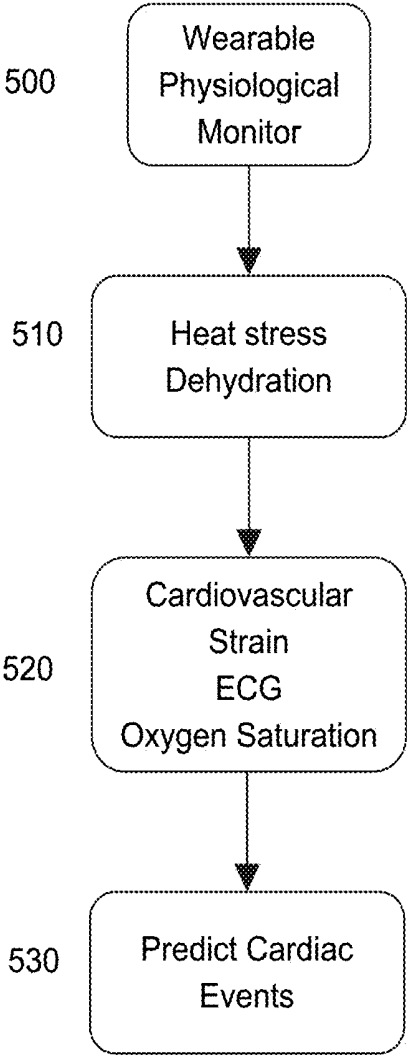 500
Wearable
Physiological
Monitor
510
Heat stress
Dehydration
520
Cardiovascular
Strain
ECG
Oxygen Saturation
530
Predict Cardiac
Events